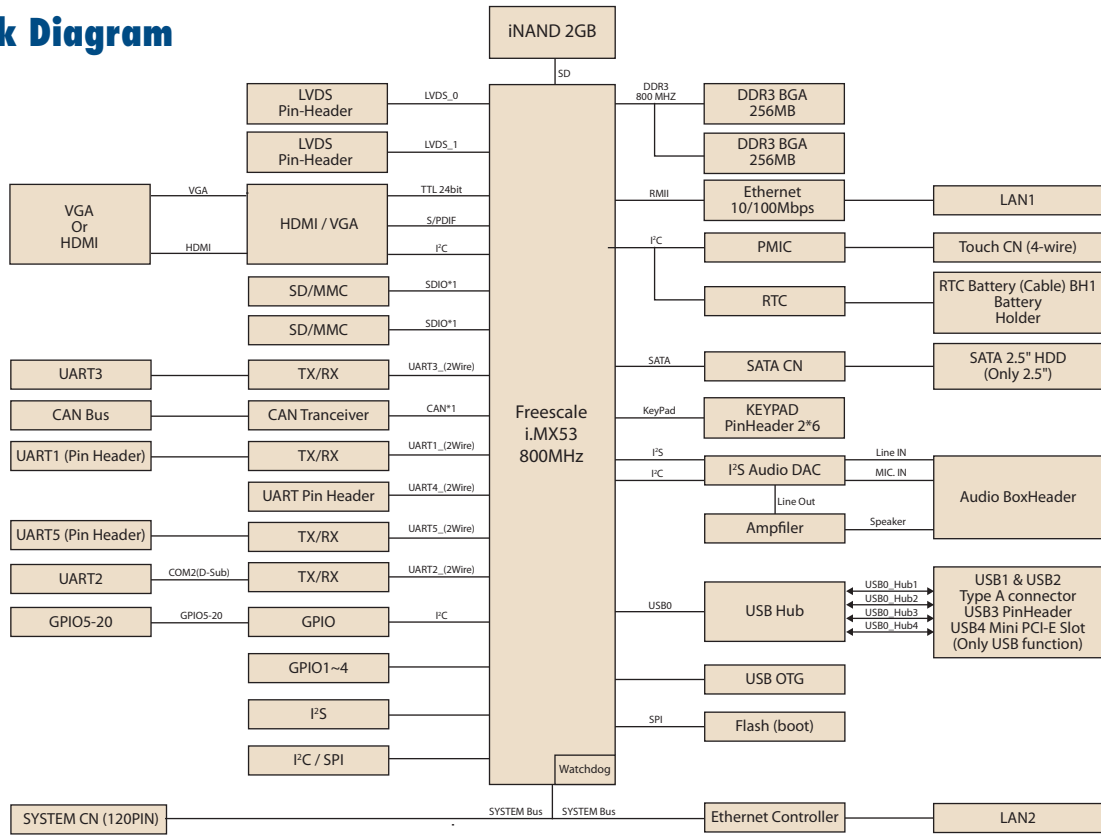 k Diagram
iNAND 2GB
SD
LVDS
Pin-Header
LVDS_0
LVDS
Pin-Header
LVDS_1
VGA
Or
HDMI
VGA
HDMI
HDMI / VGA
TTL 24bit
S/PDIF
I²C
SD/MMC
SDIO*1
SD/MMC
SDIO*1
UART3
TX/RX
UART3_(2Wire)
CAN Bus
CAN Tranceiver
CAN*1
UART1 (Pin Header)
TX/RX
UART1_(2Wire)
UART Pin Header
UART4_(2Wire)
UART5 (Pin Header)
TX/RX
UART5_(2Wire)
UART2
COM2(D-Sub)
TX/RX
UART2_(2Wire)
GPIO5-20
GPIO5-20
GPIO
I²C
GPIO1~4
I²S
I²C / SPI
Freescale
i.MX53
800MHz
Watchdog
DDR3
800 MHZ
DDR3 BGA
256MB
DDR3 BGA
256MB
RMII
Ethernet
10/100Mbps
LAN1
I²C
PMIC
Touch CN (4-wire)
RTC
RTC Battery (Cable) BH1
Battery
Holder
SATA
SATA CN
SATA 2.5" HDD
(Only 2.5")
KeyPad
KEYPAD
PinHeader 2*6
I²S
I²C
I²S Audio DAC
Line IN
MIC. IN
Line Out
Ampfiler
Speaker
Audio BoxHeader
USB0
USB Hub
USB0_Hub1
USB0_Hub2
USB0_Hub3
USB0_Hub4
USB1 & USB2
Type A connector
USB3 PinHeader
USB4 Mini PCI-E Slot
(Only USB function)
USB OTG
SPI
Flash (boot)
SYSTEM CN (120PIN)
SYSTEM Bus
SYSTEM Bus
Ethernet Controller
LAN2